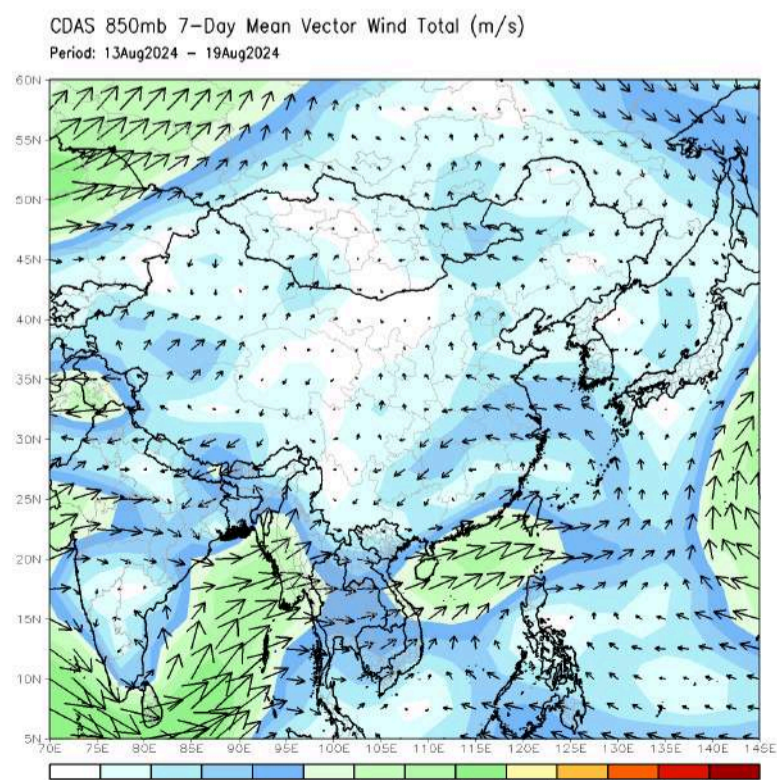 CDAS 850mb 7-Day Mean Vector Wind Total (m/s)
Period: 13Aug2024 - 19Aug2024
60N
55N
50N
45N
40N
35N
30N
25N
20N
15N
10N
5N
70E 75E 80E 85E 90E 95E 100E 105E 110E 115E 120E 125E 130E 135E 140E 145E